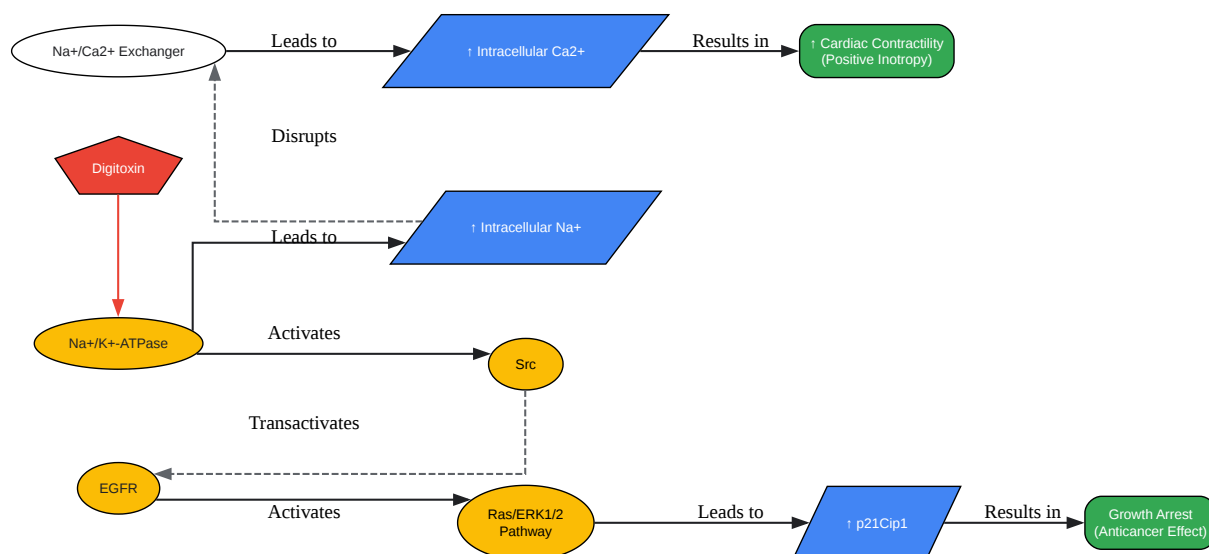 Na+/Ca2+ Exchanger
Leads to
↑ Intracellular Ca2+
Results in
↑ Cardiac Contractility
(Positive Inotropy)
Disrupts
Digitoxin
↑ Intracellular Na+
Leads to
Na+/K+-ATPase
Activates
Src
Transactivates
EGFR
Activates
Ras/ERK1/2
Pathway
Leads to
↑ p21Cip1
Results in
Growth Arrest
(Anticancer Effect)